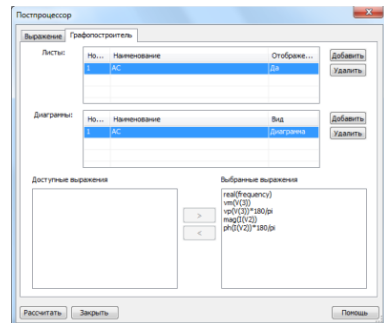 Постпроцессор
Выражение Графопостроитель
Листы:
Но... Наименование Отображе...
1 AC Да
Добавить
Удалить
Диаграммы:
Но... Наименование Вид
1 AC Диаграмма
Добавить
Удалить
Доступные выражения Выбранные выражения
real(frequency)
vm(V(3))
vp(V(3))*180/pi
mag(I(V2))
ph(I(V2))*180/pi
>
<
Рассчитать Закрыть Помощь